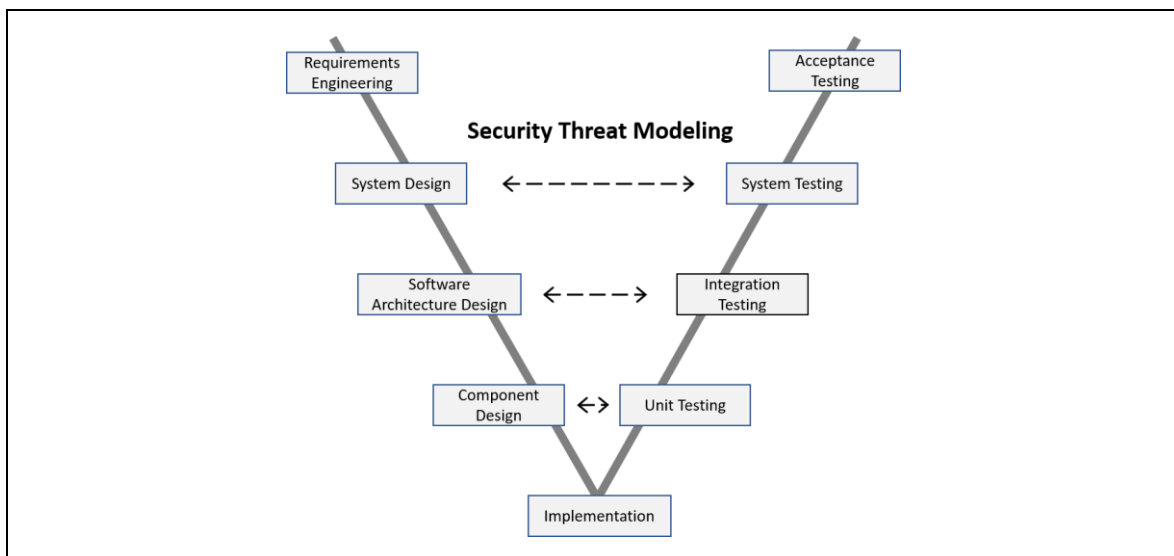 Requirements
Engineering
Acceptance
Testing
Security Threat Modeling
System Design
System Testing
Software
Architecture Design
Integration
Testing
Component
Design
Unit Testing
Implementation